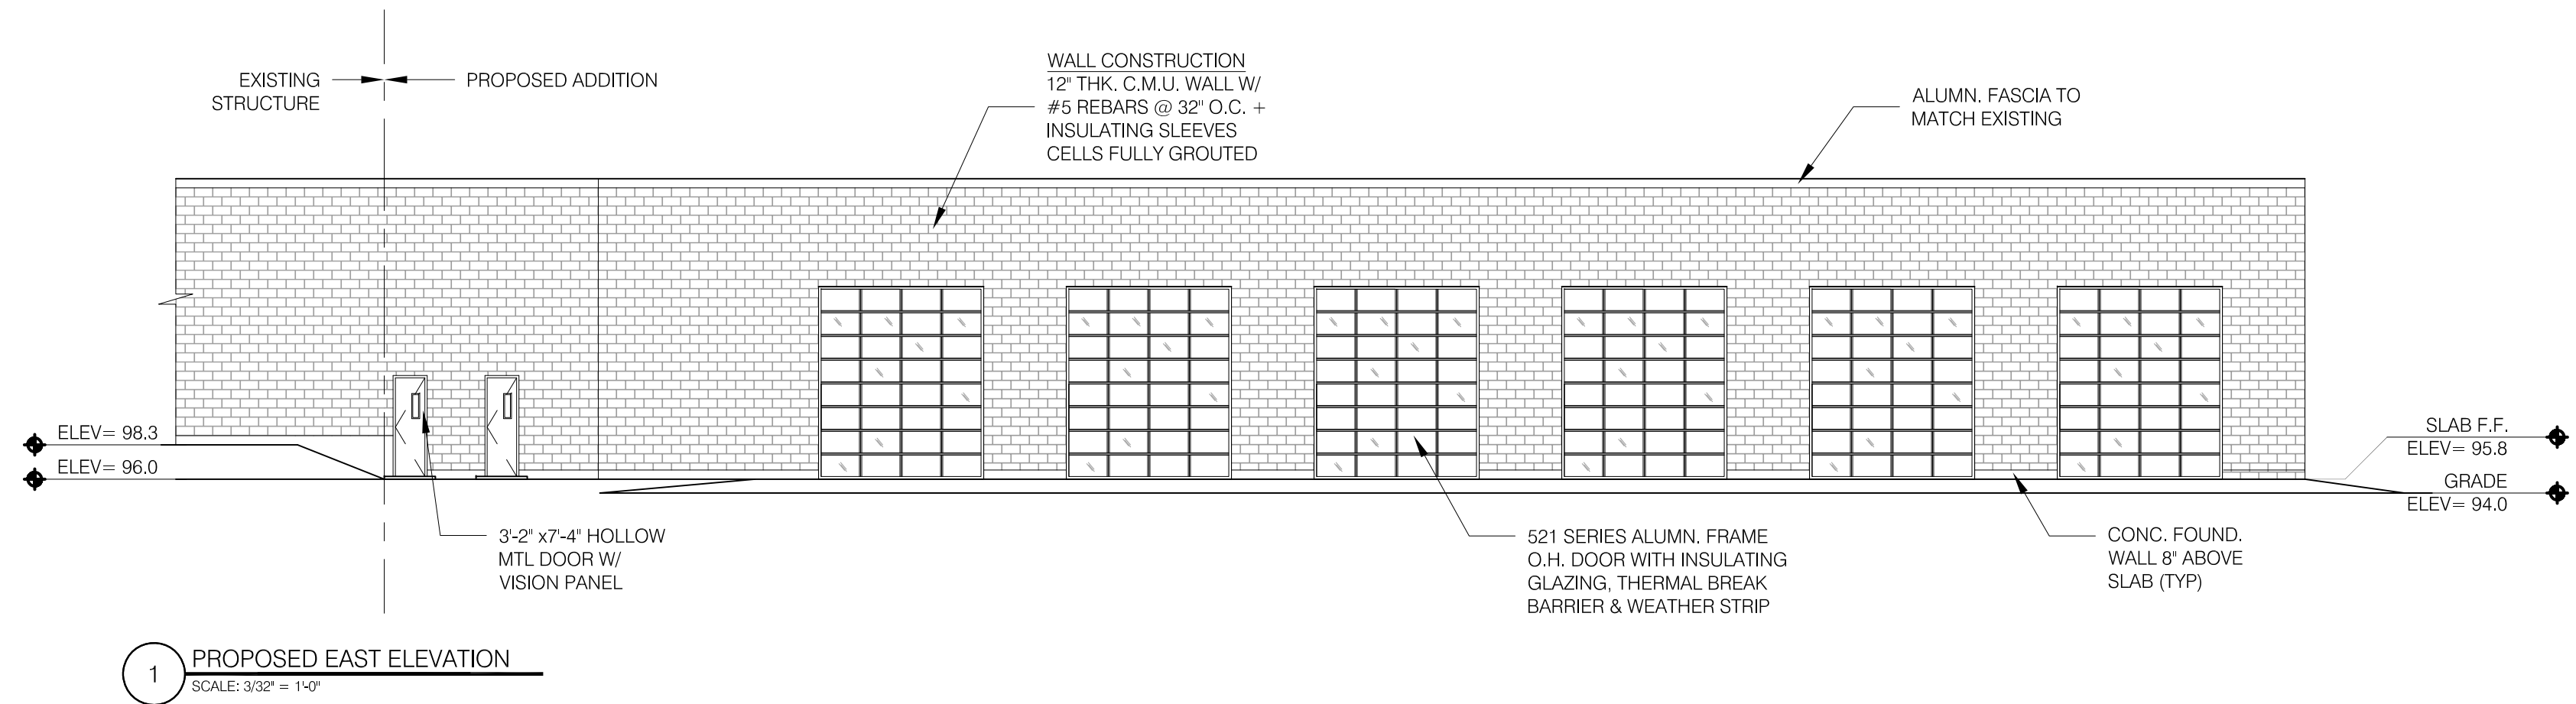 EXISTING
STRUCTURE
PROPOSED ADDITION
WALL CONSTRUCTION
12" THK. C.M.U. WALL W/
#5 REBARS @ 32" O.C. +
INSULATING SLEEVES
CELLS FULLY GROUTED
ALUMN. FASCIA TO
MATCH EXISTING
ELEV= 98.3
ELEV= 96.0
SLAB F.F.
ELEV= 95.8
GRADE
ELEV= 94.0
3'-2" x7'-4" HOLLOW
MTL DOOR W/
VISION PANEL
521 SERIES ALUMN. FRAME
O.H. DOOR WITH INSULATING
GLAZING, THERMAL BREAK
BARRIER & WEATHER STRIP
CONC. FOUND.
WALL 8" ABOVE
SLAB (TYP)
1
PROPOSED EAST ELEVATION
SCALE: 3/32" = 1'-0"